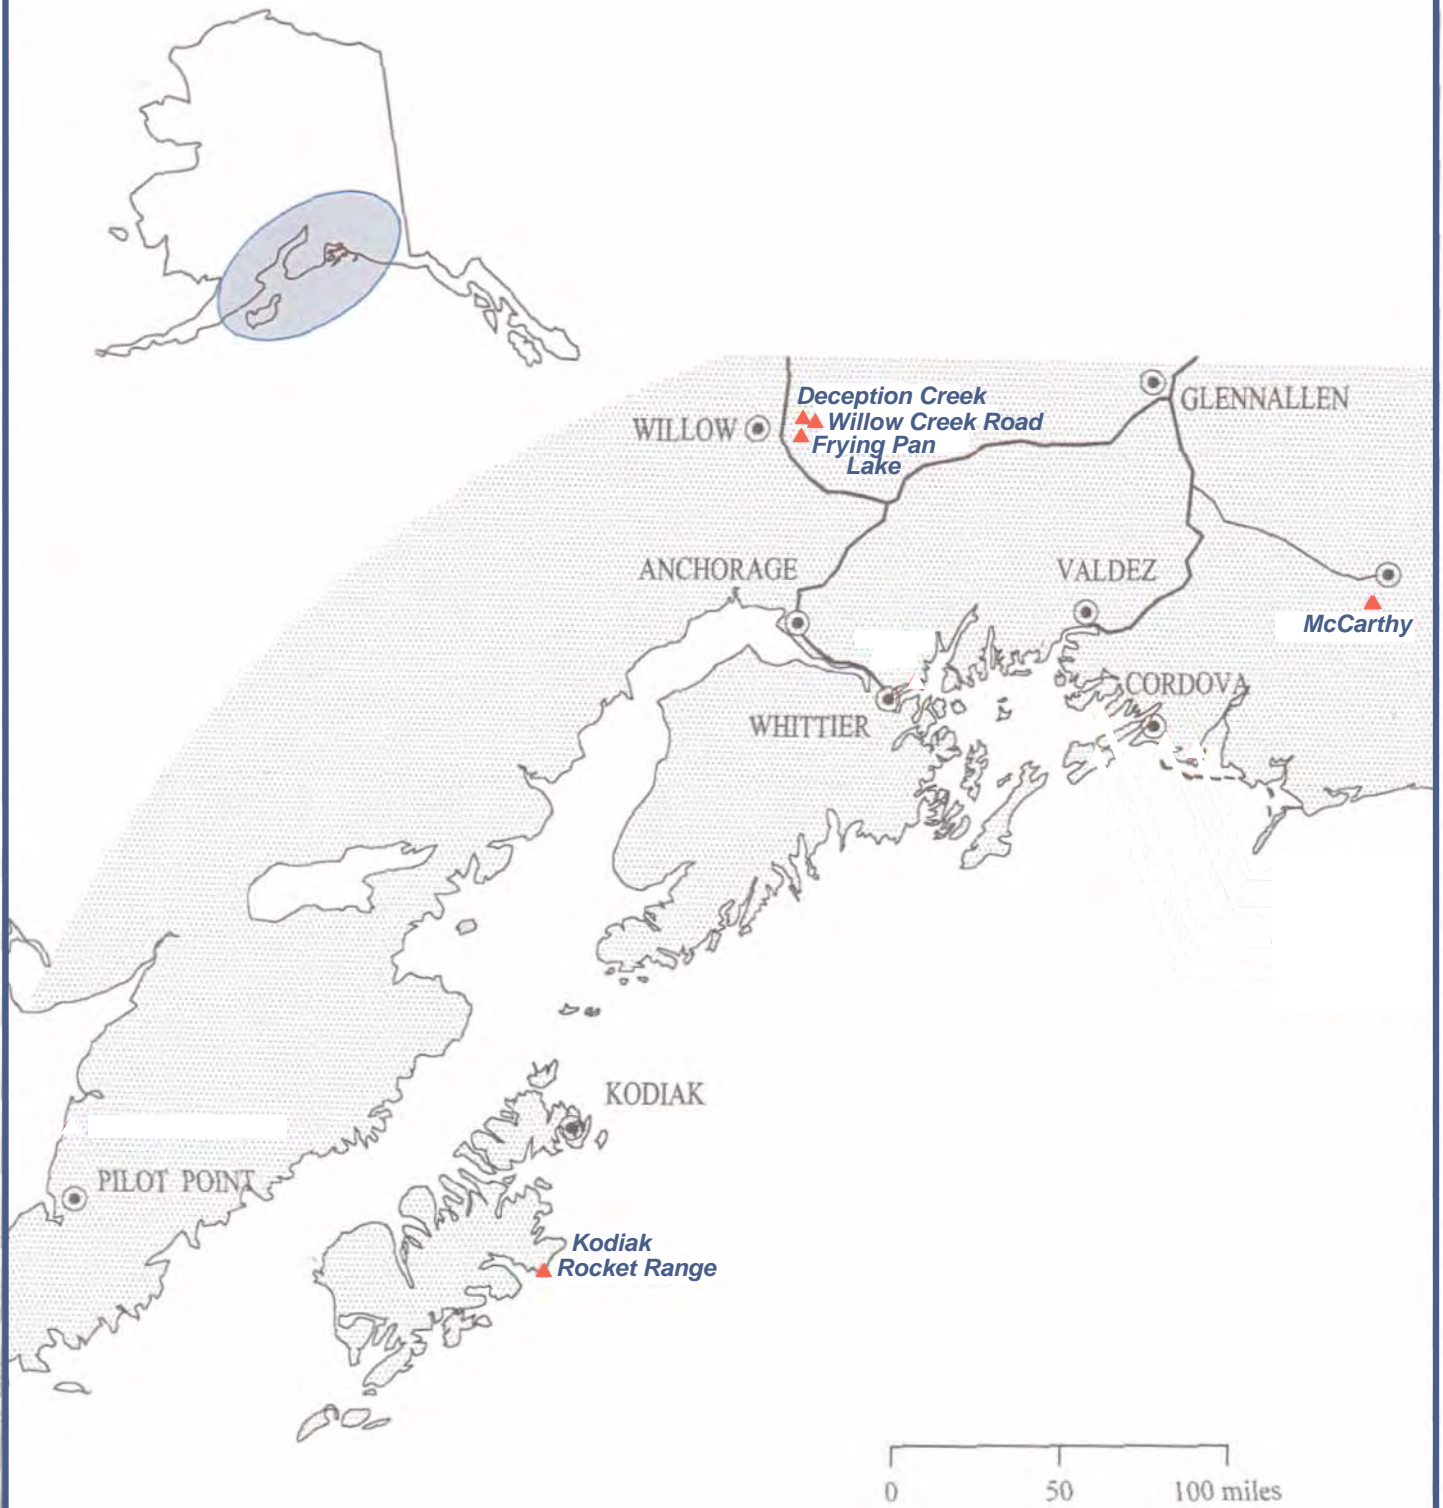 Deception Creek
GLENNALLEN
WILLOW
Willow Creek Road
Frying Pan
Lake
ANCHORAGE
VALDEZ
McCarthy
CORDOVA
WHITTIER
KODIAK
PILOT POINT
Kodiak
Rocket Range
0 50 100 miles